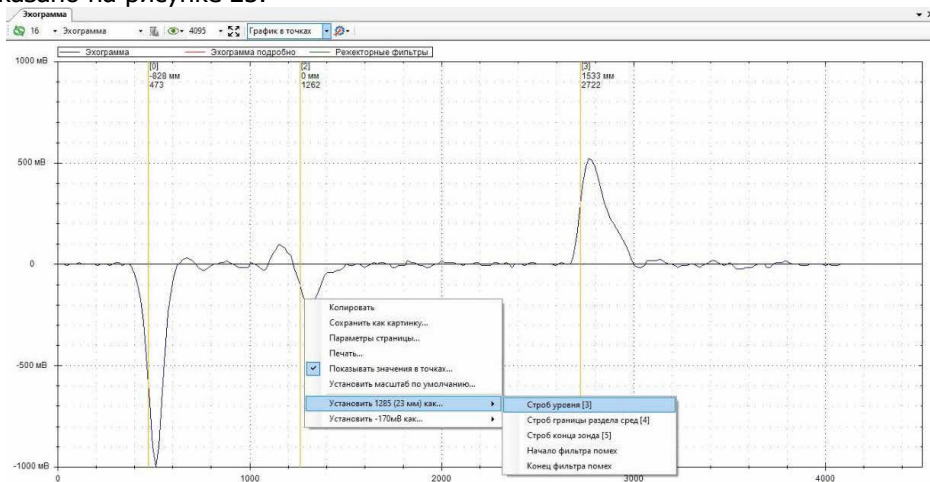 казано на рисунке 23.
Эхограмма
16 Эхограмма 4095 График в точках
Эхограмма Эхограмма подробно Режекторные фильтры
1000 мВ
500 мВ
0
-500 мВ
-1000 мВ
[0]
-828 мм
473
[2]
0 мм
1262
[3]
1533 мм
2722
Копировать
Сохранить как картинку...
Параметры страницы...
Печать...
Показывать значения в точках...
Установить масштаб по умолчанию...
Установить 1285 (23 мм) как...
Установить -170мВ как...
Строб уровня [3]
Строб границы раздела сред [4]
Строб конца зонда [5]
Начало фильтра помех
Конец фильтра помех
0 1000 2000 3000 4000